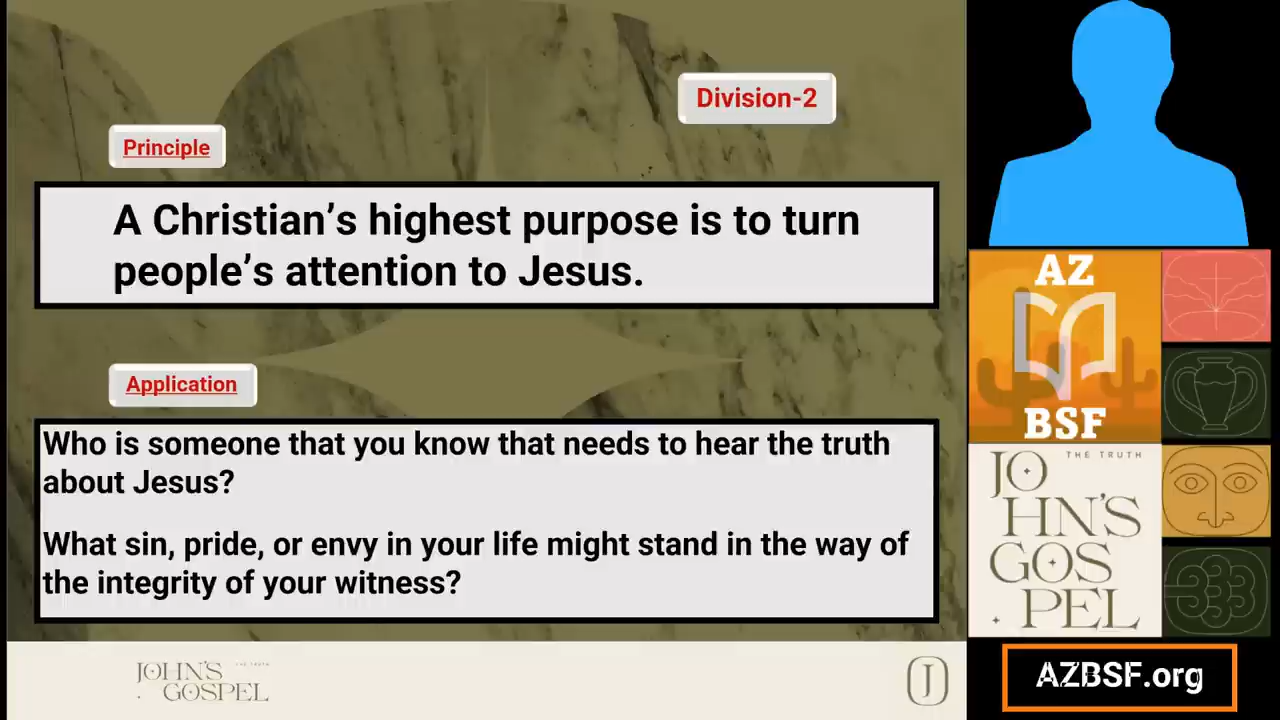 Division-2
Principle
A Christian’s highest purpose is to turn
people’s attention to Jesus.
Application
Who is someone that you know that needs to hear the truth
about Jesus?
What sin, pride, or envy in your life might stand in the way of
the integrity of your witness?
JOHN'S THE TRUTH
GOSPEL
J
AZ
BSF
THE TRUTH
JO
HN'S
GOS
PEL
AZBSF.org